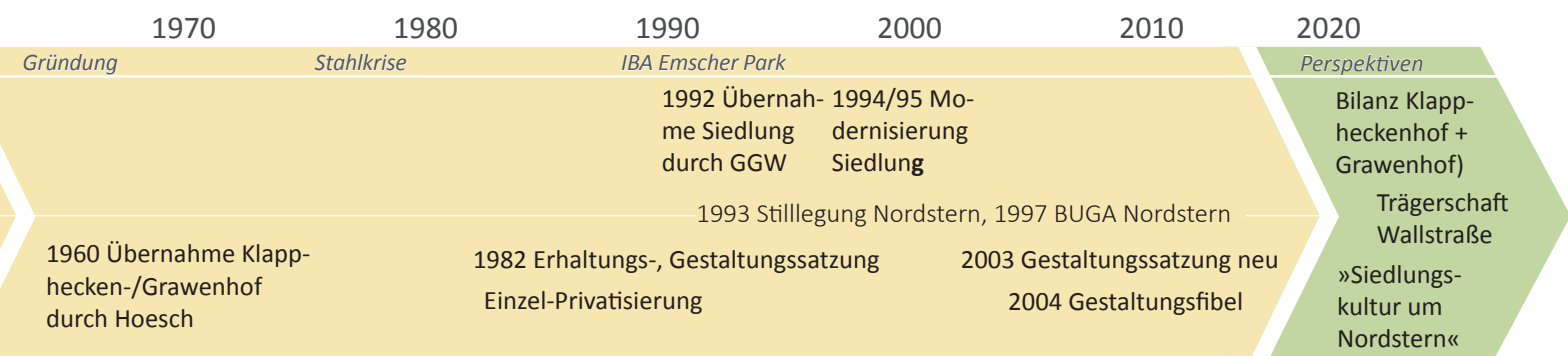 1970 1980 1990 2000 2010 2020
Gründung Stahlkrise IBA Emscher Park Perspektiven
1992 Übernah-
me Siedlung
durch GGW
1994/95 Mo-
dernisierung
Siedlung
1993 Stilllegung Nordstern, 1997 BUGA Nordstern
1960 Übernahme Klapp-
hecken-/Grawenhof
durch Hoesch
1982 Erhaltungs-, Gestaltungssatzung
Einzel-Privatisierung
2003 Gestaltungssatzung neu
2004 Gestaltungsfibel
Bilanz Klapp-
heckenhof +
Grawenhof)
Trägerschaft
Wallstraße
»Siedlungs-
kultur um
Nordstern«